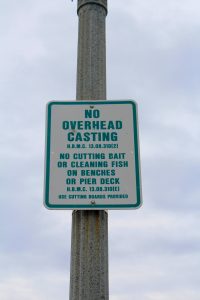 NO
OVERHEAD
CASTING
H.B.M.C. 13.08.310(Z)
NO CUTTING BAIT
OR CLEANING FISH
ON BENCHES
OR PIER DECK
H.B.M.C. 13.08.310(E)
USE CUTTING BOARDS PROVIDED